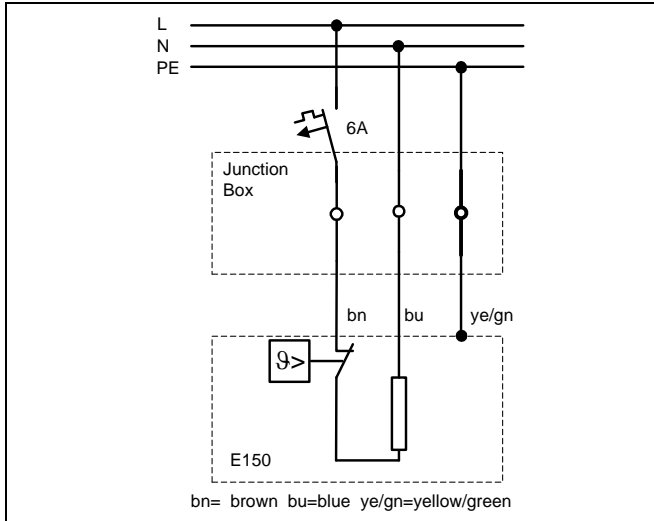 L
N
PE
6A
Junction
Box
bn bu ye/gn
ϑ>
E150
bn= brown bu=blue ye/gn=yellow/green